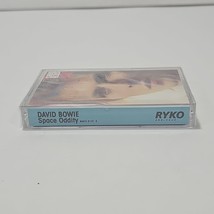 DAVID BOWIE
Space Oddity
RYKO